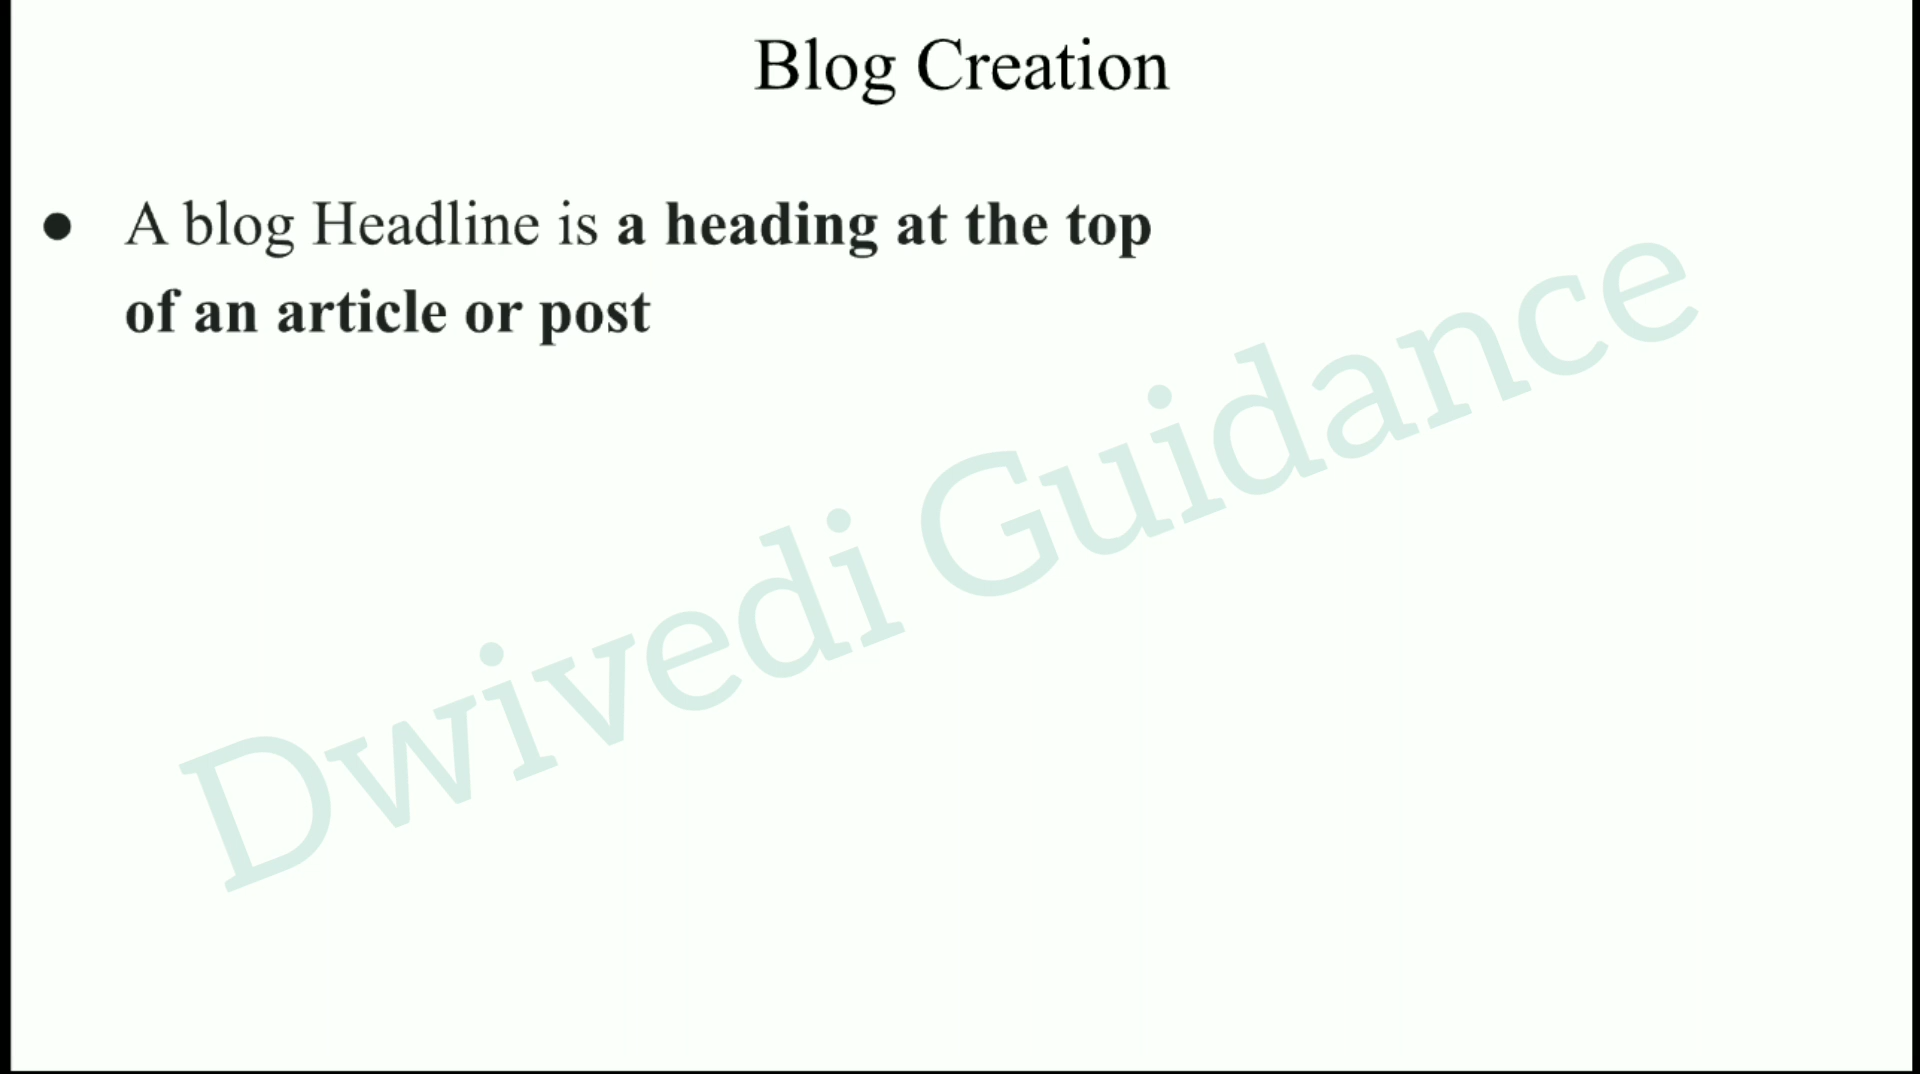 Blog Creation
● A blog Headline is a heading at the top
of an article or post
Dwivedi Guidance